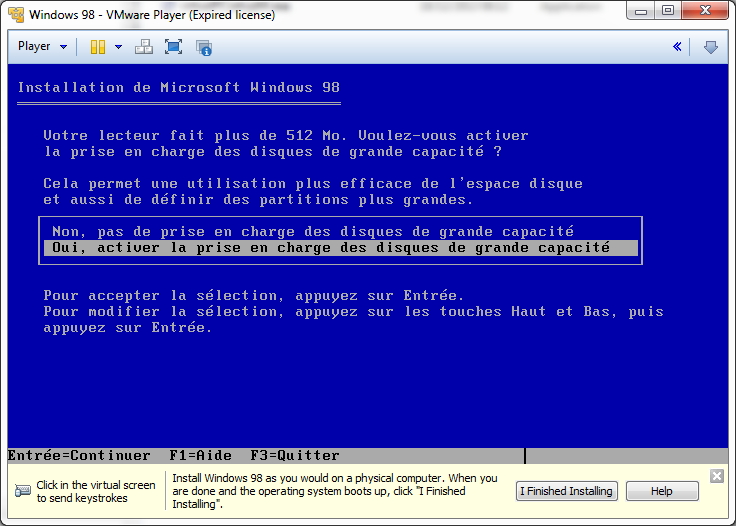 Windows 98 - VMware Player (Expired license)
Player
Installation de Microsoft Windows 98
Votre lecteur fait plus de 512 Mo. Voulez-vous activer
la prise en charge des disques de grande capacité ?
Cela permet une utilisation plus efficace de l'espace disque
et aussi de définir des partitions plus grandes.
Non, pas de prise en charge des disques de grande capacité
Oui, activer la prise en charge des disques de grande capacité
Pour accepter la sélection, appuyez sur Entrée.
Pour modifier la sélection, appuyez sur les touches Haut et Bas, puis
appuyez sur Entrée.
Entrée=Continuer F1=Aide F3=Quitter
Click in the virtual screen
to send keystrokes
Install Windows 98 as you would on a physical computer. When you
are done and the operating system boots up, click "I Finished
Installing".
I Finished Installing
Help